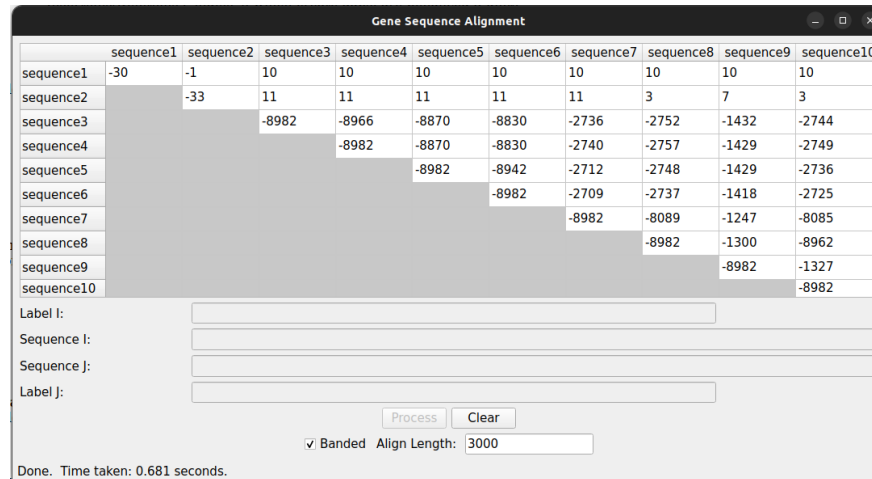 Gene Sequence Alignment
sequence1 sequence2 sequence3 sequence4 sequence5 sequence6 sequence7 sequence8 sequence9 sequence10
sequence1 -30 -1 10 10 10 10 10 10 10 10
sequence2 -33 11 11 11 11 11 3 7 3
sequence3 -8982 -8966 -8870 -8830 -2736 -2752 -1432 -2744
sequence4 -8982 -8870 -8830 -2740 -2757 -1429 -2749
sequence5 -8982 -8942 -2712 -2748 -1429 -2736
sequence6 -8982 -2709 -2737 -1418 -2725
sequence7 -8982 -8089 -1247 -8085
sequence8 -8982 -1300 -8962
sequence9 -8982 -1327
sequence10 -8982
Label I:
Sequence I:
Sequence J:
Label J:
Process Clear
Banded Align Length: 3000
Done. Time taken: 0.681 seconds.